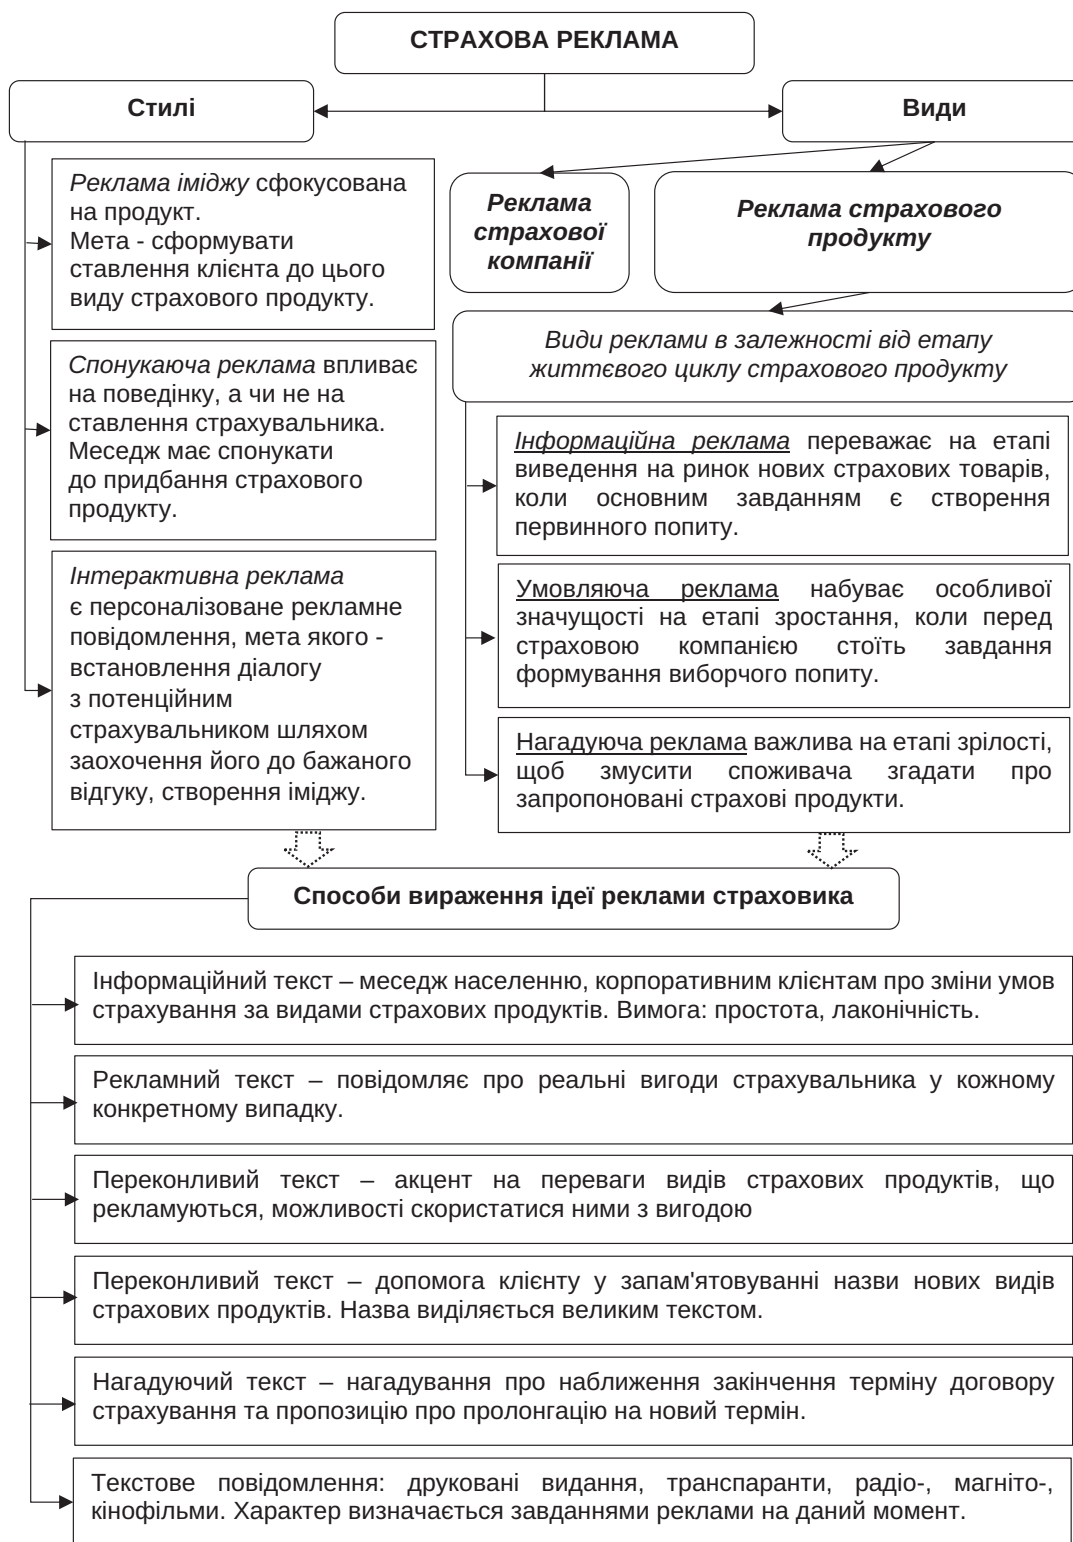 СТРАХОВА РЕКЛАМА
Стилі
Види
Реклама іміджу сфокусована
на продукт.
Мета - сформувати
ставлення клієнта до цього
виду страхового продукту.
Спонукаюча реклама впливає
на поведінку, а чи не на
ставлення страхувальника.
Меседж має спонукати
до придбання страхового
продукту.
Інтерактивна реклама
є персоналізоване рекламне
повідомлення, мета якого -
встановлення діалогу
з потенційним
страхувальником шляхом
заохочення його до бажаного
відгуку, створення іміджу.
Реклама
страхової
компанії
Реклама страхового
продукту
Види реклами в залежності від етапу
життєвого циклу страхового продукту
Інформаційна реклама переважає на етапі
виведення на ринок нових страхових товарів,
коли основним завданням є створення
первинного попиту.
Умовляюча реклама набуває особливої
значущості на етапі зростання, коли перед
страховою компанією стоїть завдання
формування виборчого попиту.
Нагадуюча реклама важлива на етапі зрілості,
щоб змусити споживача згадати про
запропоновані страхові продукти.
Способи вираження ідеї реклами страховика
Інформаційний текст – меседж населенню, корпоративним клієнтам про зміни умов
страхування за видами страхових продуктів. Вимога: простота, лаконічність.
Рекламний текст – повідомляє про реальні вигоди страхувальника у кожному
конкретному випадку.
Переконливий текст – акцент на переваги видів страхових продуктів, що
рекламуються, можливості скористатися ними з вигодою
Переконливий текст – допомога клієнту у запам'ятовуванні назви нових видів
страхових продуктів. Назва виділяється великим текстом.
Нагадуючий текст – нагадування про наближення закінчення терміну договору
страхування та пропозицію про пролонгацію на новий термін.
Текстове повідомлення: друковані видання, транспаранти, радіо-, магніто-,
кінофільми. Характер визначається завданнями реклами на даний момент.